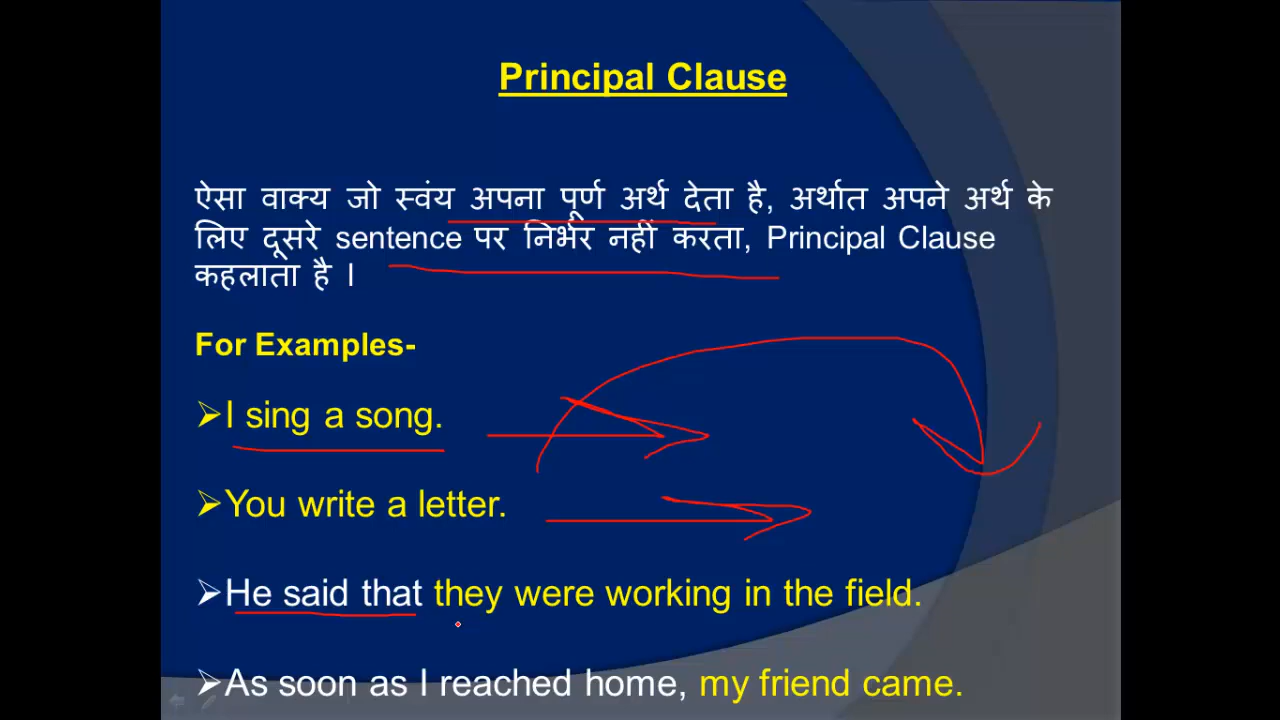 Principal Clause
ऐसा वाक्य जो स्वंय अपना पूर्ण अर्थ देता है, अर्थात अपने अर्थ के
लिए दूसरे sentence पर निर्भर नहीं करता, Principal Clause
कहलाता है I
For Examples-
➢I sing a song.
➢You write a letter.
➢He said that they were working in the field.
➢As soon as I reached home, my friend came.